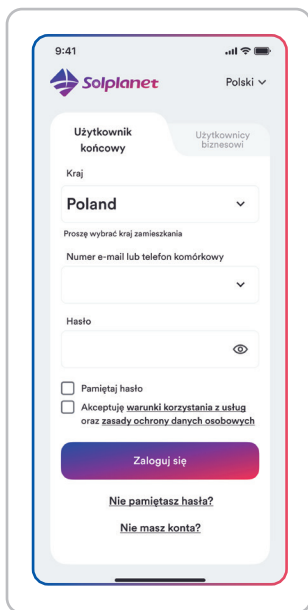 9:41
Solplanet
Polski
Użytkownik
końcowy
Użytkownicy
biznesowi
Kraj
Poland
Proszę wybrać kraj zamieszkania
Numer e-mail lub telefon komórkowy
Hasło
Pamiętaj hasło
Akceptuję warunki korzystania z usług
oraz zasady ochrony danych osobowych
Zaloguj się
Nie pamiętasz hasła?
Nie masz konta?